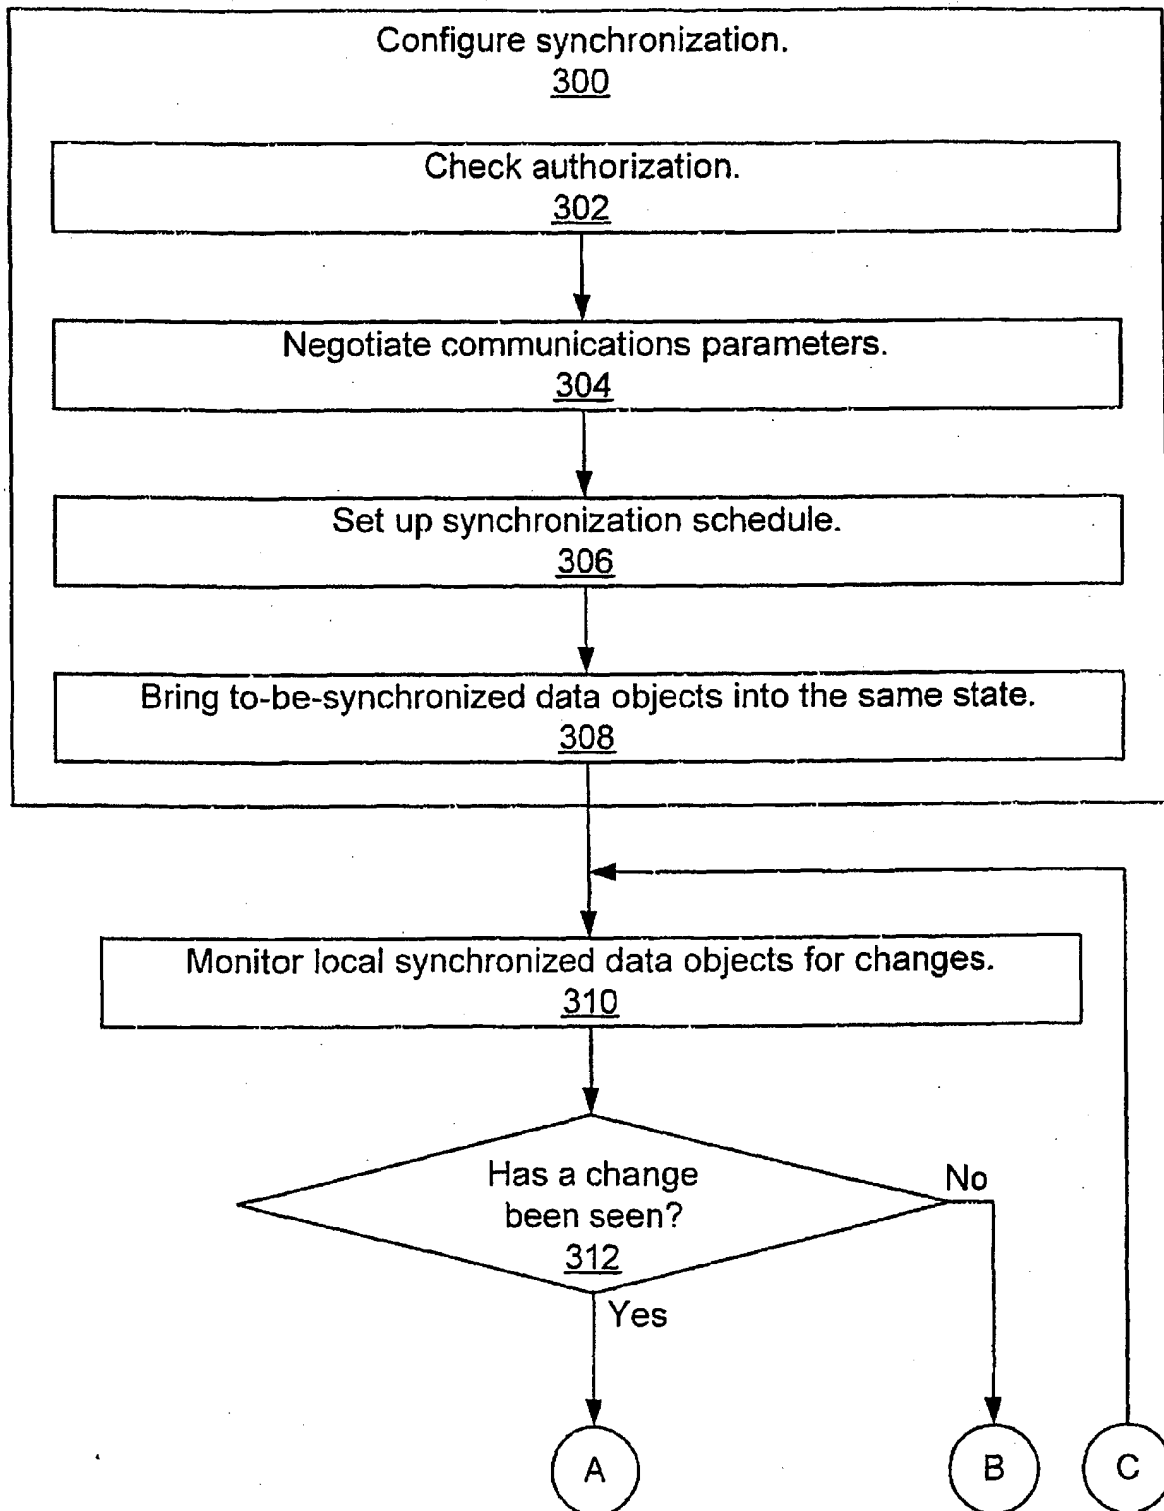 Configure synchronization.
300
Check authorization.
302
Negotiate communications parameters.
304
Set up synchronization schedule.
306
Bring to-be-synchronized data objects into the same state.
308
Monitor local synchronized data objects for changes.
310
Has a change
been seen?
312
No
Yes
A
B
C